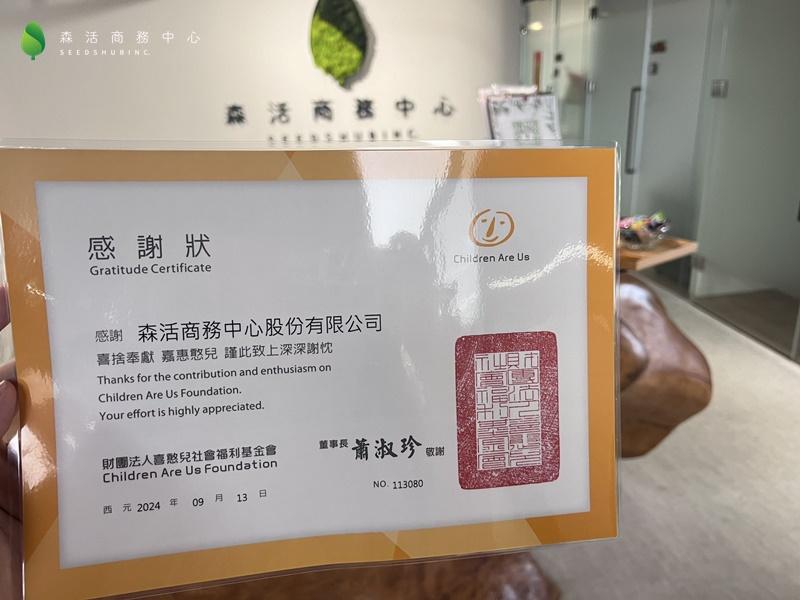 森活商務中心
SEEDSHUBINC.
森活商務中心
SEEDSHUBINC.
感謝狀
Gratitude Certificate
Children Are Us
感謝 森活商務中心股份有限公司
喜捨奉獻 嘉惠憨兒 謹此致上深深謝忱
Thanks for the contribution and enthusiasm on
Children Are Us Foundation.
Your effort is highly appreciated.
財團法人喜憨兒社會福利基金會
Children Are Us Foundation
董事長 蕭淑珍 敬謝
NO. 113080
西元 2024 年 09 月 13 日